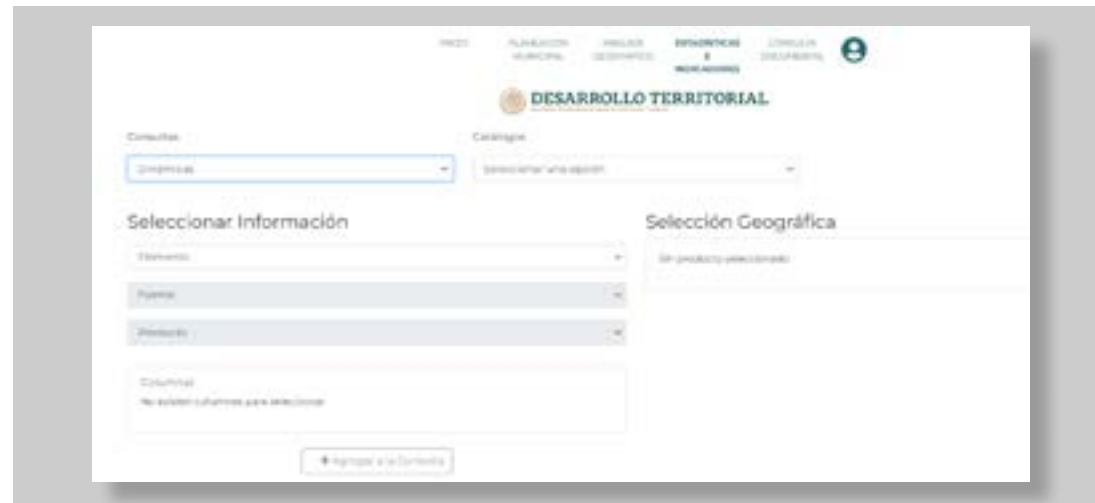 INICIO PLANEACIÓN MUNICIPAL ANÁLISIS GEOGRÁFICO ESTADÍSTICAS E INDICADORES CONSULTA DOCUMENTAL
DESARROLLO TERRITORIAL
Consultas Catálogos
Dinámicas Seleccionar una opción
Seleccionar Información Selección Geográfica
Elemento Sin producto seleccionado
Fuente
Producto
Columnas
No existen columnas para seleccionar
+ Agregar a la Consulta